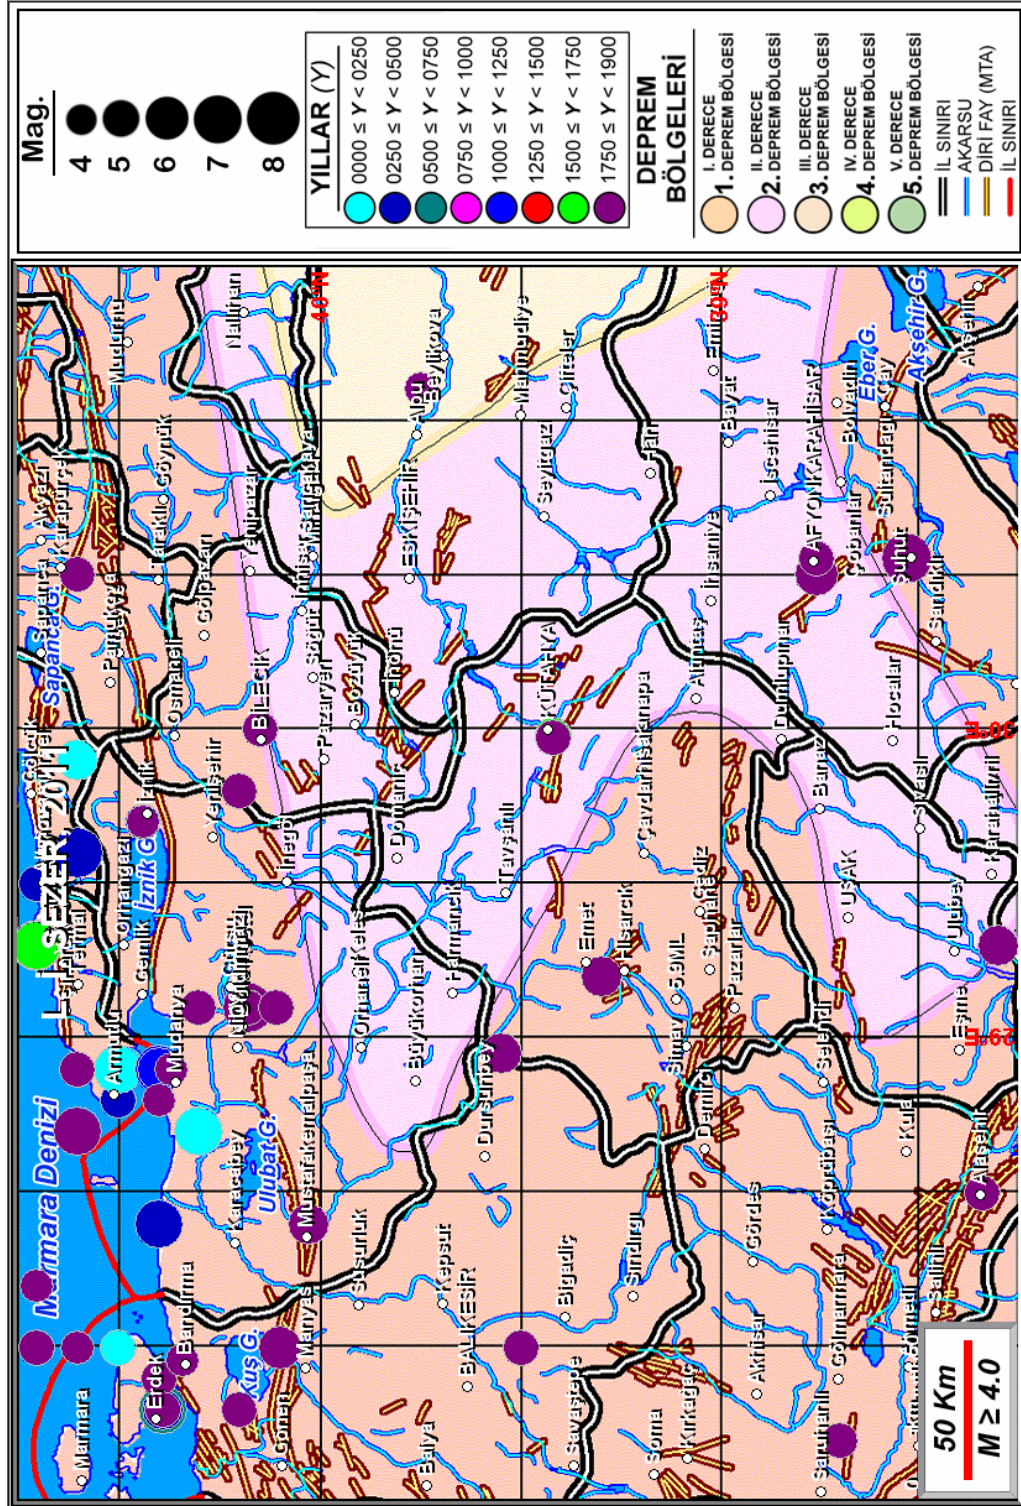 Mag.
4
5
6
7
8
YILLAR (Y)
0000 ≤ Y < 0250
0250 ≤ Y < 0500
0500 ≤ Y < 0750
0750 ≤ Y < 1000
1000 ≤ Y < 1250
1250 ≤ Y < 1500
1500 ≤ Y < 1750
1750 ≤ Y < 1900
DEPREM
BÖLGELERİ
I. DERECE
1. DEPREM BÖLGESİ
II. DERECE
2. DEPREM BÖLGESİ
III. DERECE
3. DEPREM BÖLGESİ
IV. DERECE
4. DEPREM BÖLGESİ
V. DERECE
5. DEPREM BÖLGESİ
İL SINIRI
AKARSU
DİRİ FAY (MTA)
İL SINIRI
L. I. SEZER, 2011
Marmara Denizi
Marmara
Erdek
Bandırma
Kuş G.
Gönen
Manyas
Karacabey
Ulubat G.
Mustafakemalpaşa
Susurluk
Mudanya
Armutlu
Gemlik
Orhangazi
İznik G.
İznik
Yenişehir
İnegöl
Gölcük
Sapanca G.
Sapanca
Akyazı
Karapürçek
Pamukova
Osmaneli
Gölpazarı
Taraklı
Göynük
Mudurnu
Nallıhan
Yenipazar
BİLECİK
Söğüt
İnhisar
Mihalgazi
Sarıcakaya
Pazaryeri
Bozüyük
İnönü
ESKİŞEHİR
Alpu
Beylikova
Mahmudiye
Çifteler
Seyitgazi
Han
Emirdağ
Bayat
İscehisar
İhsaniye
AFYONKARAHİSAR
Bolvadin
Eber G.
Çay
Akşehir G.
Akşehir
Sultandağı
Çobanlar
Şuhut
Sandıklı
Hocalar
Dumlupınar
Altıntaş
KÜTAHYA
Aslanapa
Çavdarhisar
Tavşanlı
Domaniç
Keles
Orhaneli
Harmancık
Büyükorhan
Dursunbey
Emet
Hisarcık
Gediz
Şaphane
Pazarlar
Simav
5.9ML
Demirci
Selendi
UŞAK
Banaz
Sivaslı
Karahallı
Çivril
Ulubey
Eşme
Kula
Alaşehir
Salihli
Köprübaşı
Gördes
Gölmarmara
Akhisar
Saruhanlı
Ahmetli
Sındırgı
Bigadiç
Kepsut
BALIKESİR
Balya
Savaştepe
Soma
Kırkağaç
40°N
39°N
29°E
30°E
50 Km
M ≥ 4.0